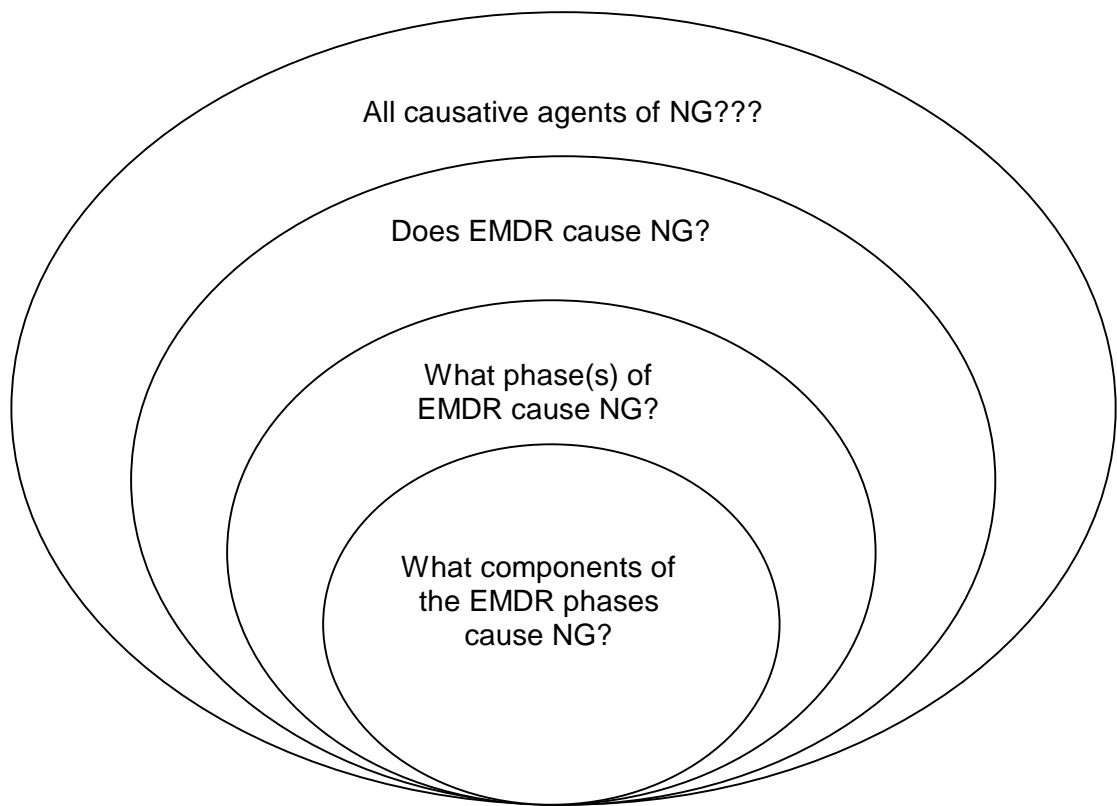 All causative agents of NG???
Does EMDR cause NG?
What phase(s) of
EMDR cause NG?
What components of
the EMDR phases
cause NG?